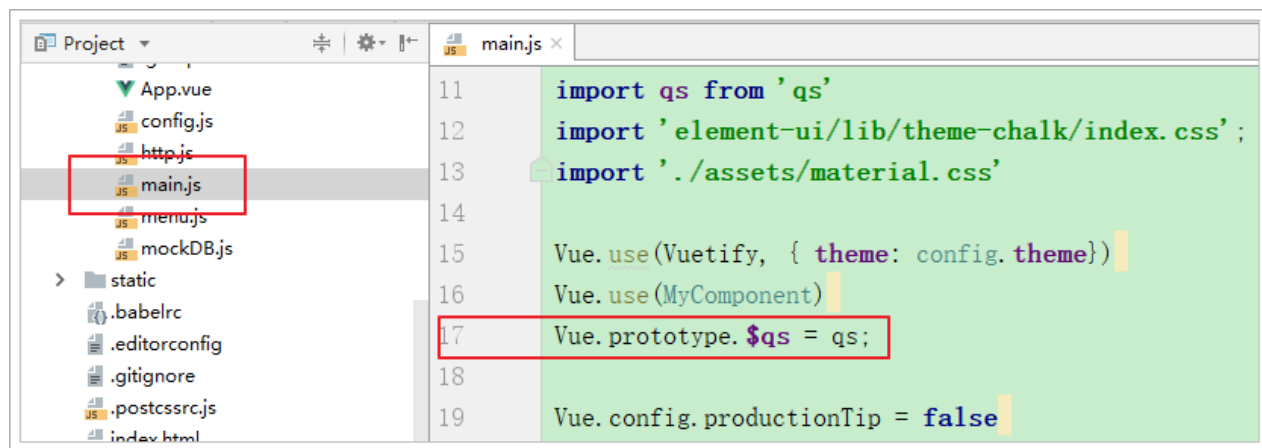 Project
App.vue
config.js
http.js
main.js
menu.js
mockDB.js
static
.babelrc
.editorconfig
.gitignore
.postcssrc.js
index.html
main.js
11 import qs from 'qs'
12 import 'element-ui/lib/theme-chalk/index.css';
13 import './assets/material.css'
14
15 Vue.use(Vuetify, { theme: config.theme})
16 Vue.use(MyComponent)
17 Vue.prototype.$qs = qs;
18
19 Vue.config.productionTip = false